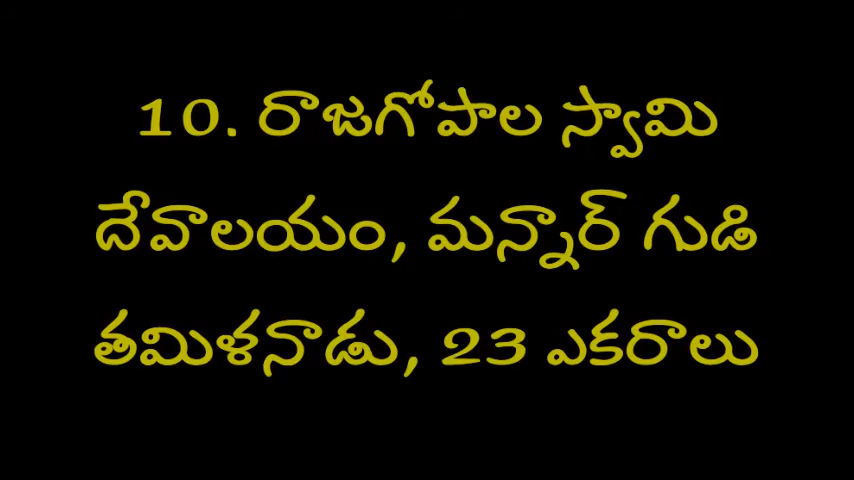 10. రాజగోపాల స్వామి
దేవాలయం, మన్నార్ గుడి
తమిళనాడు, 23 ఎకరాలు